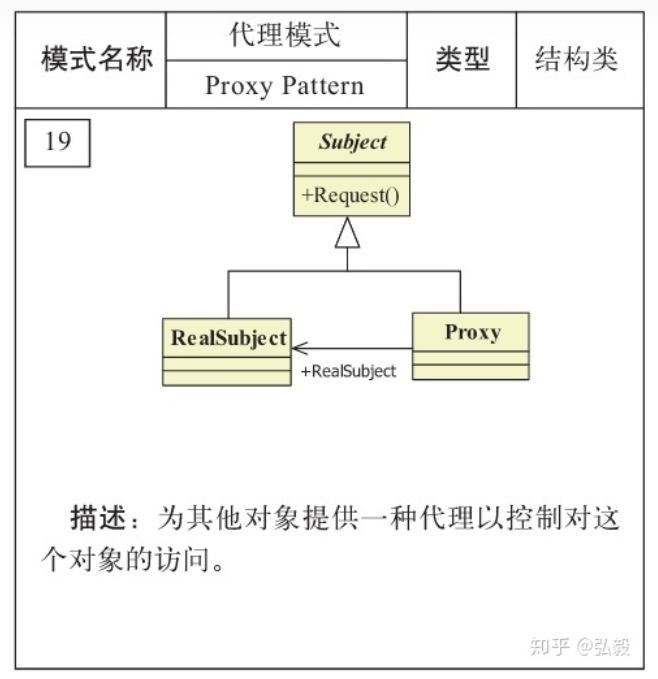 模式名称
代理模式
Proxy Pattern
类型
结构类
19
Subject
+Request()
RealSubject
Proxy
+RealSubject
描述：为其他对象提供一种代理以控制对这
个对象的访问。
知乎 @弘毅